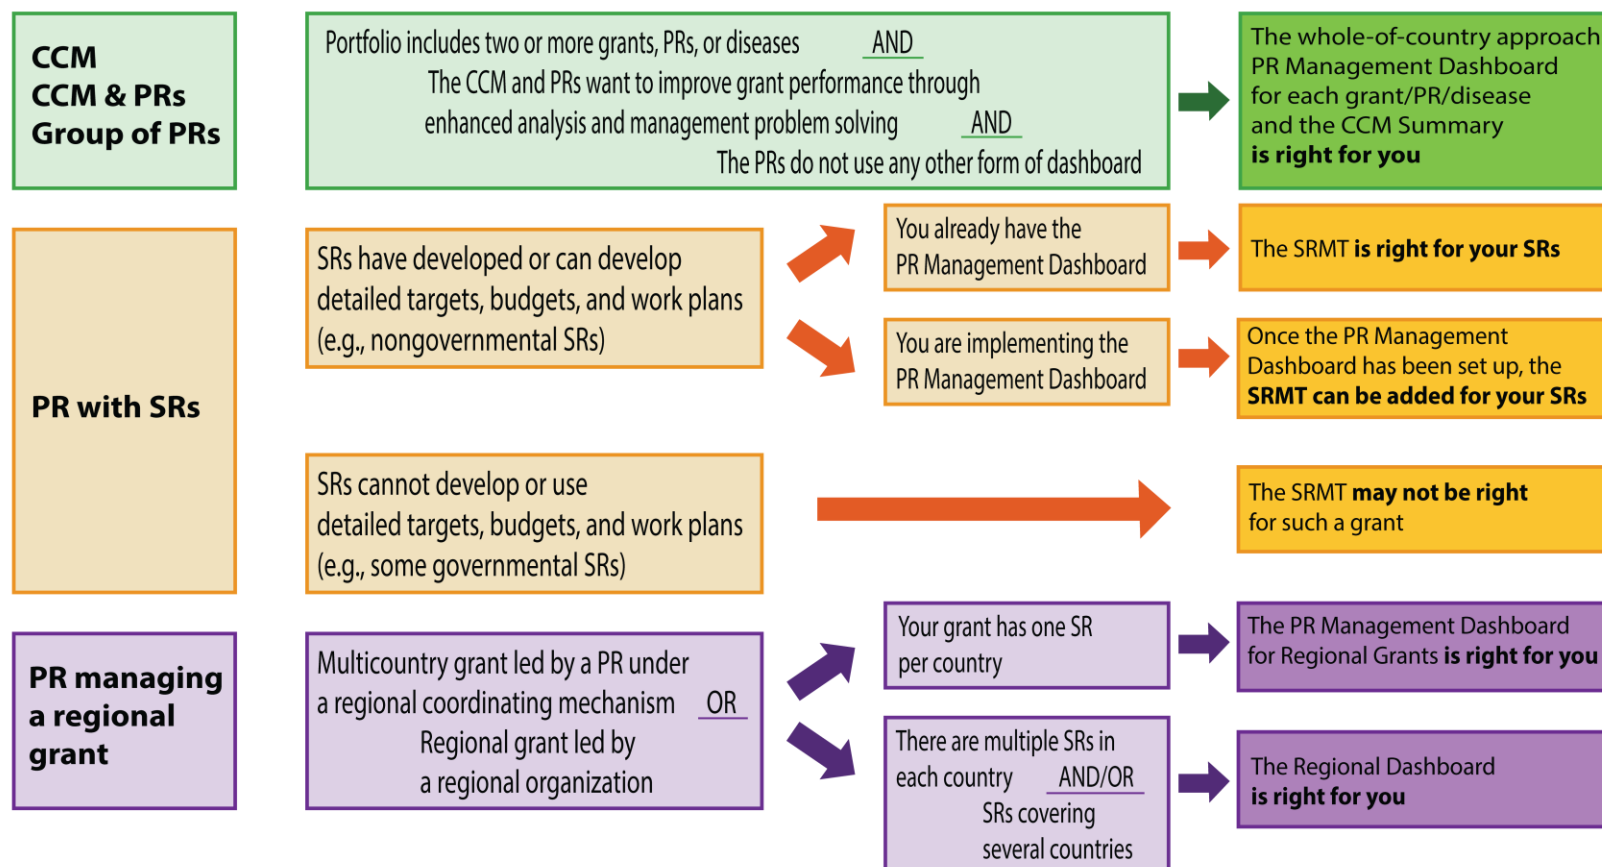 CCM
CCM & PRs
Group of PRs
Portfolio includes two or more grants, PRs, or diseases AND
The CCM and PRs want to improve grant performance through
enhanced analysis and management problem solving AND
The PRs do not use any other form of dashboard
The whole-of-country approach
PR Management Dashboard
for each grant/PR/disease
and the CCM Summary
is right for you
PR with SRs
SRs have developed or can develop
detailed targets, budgets, and work plans
(e.g., nongovernmental SRs)
You already have the
PR Management Dashboard
The SRMT is right for your SRs
You are implementing the
PR Management Dashboard
Once the PR Management
Dashboard has been set up, the
SRMT can be added for your SRs
SRs cannot develop or use
detailed targets, budgets, and work plans
(e.g., some governmental SRs)
The SRMT may not be right
for such a grant
PR managing
a regional
grant
Multicountry grant led by a PR under
a regional coordinating mechanism OR
Regional grant led by
a regional organization
Your grant has one SR
per country
The PR Management Dashboard
for Regional Grants is right for you
There are multiple SRs in
each country AND/OR
SRs covering
several countries
The Regional Dashboard
is right for you